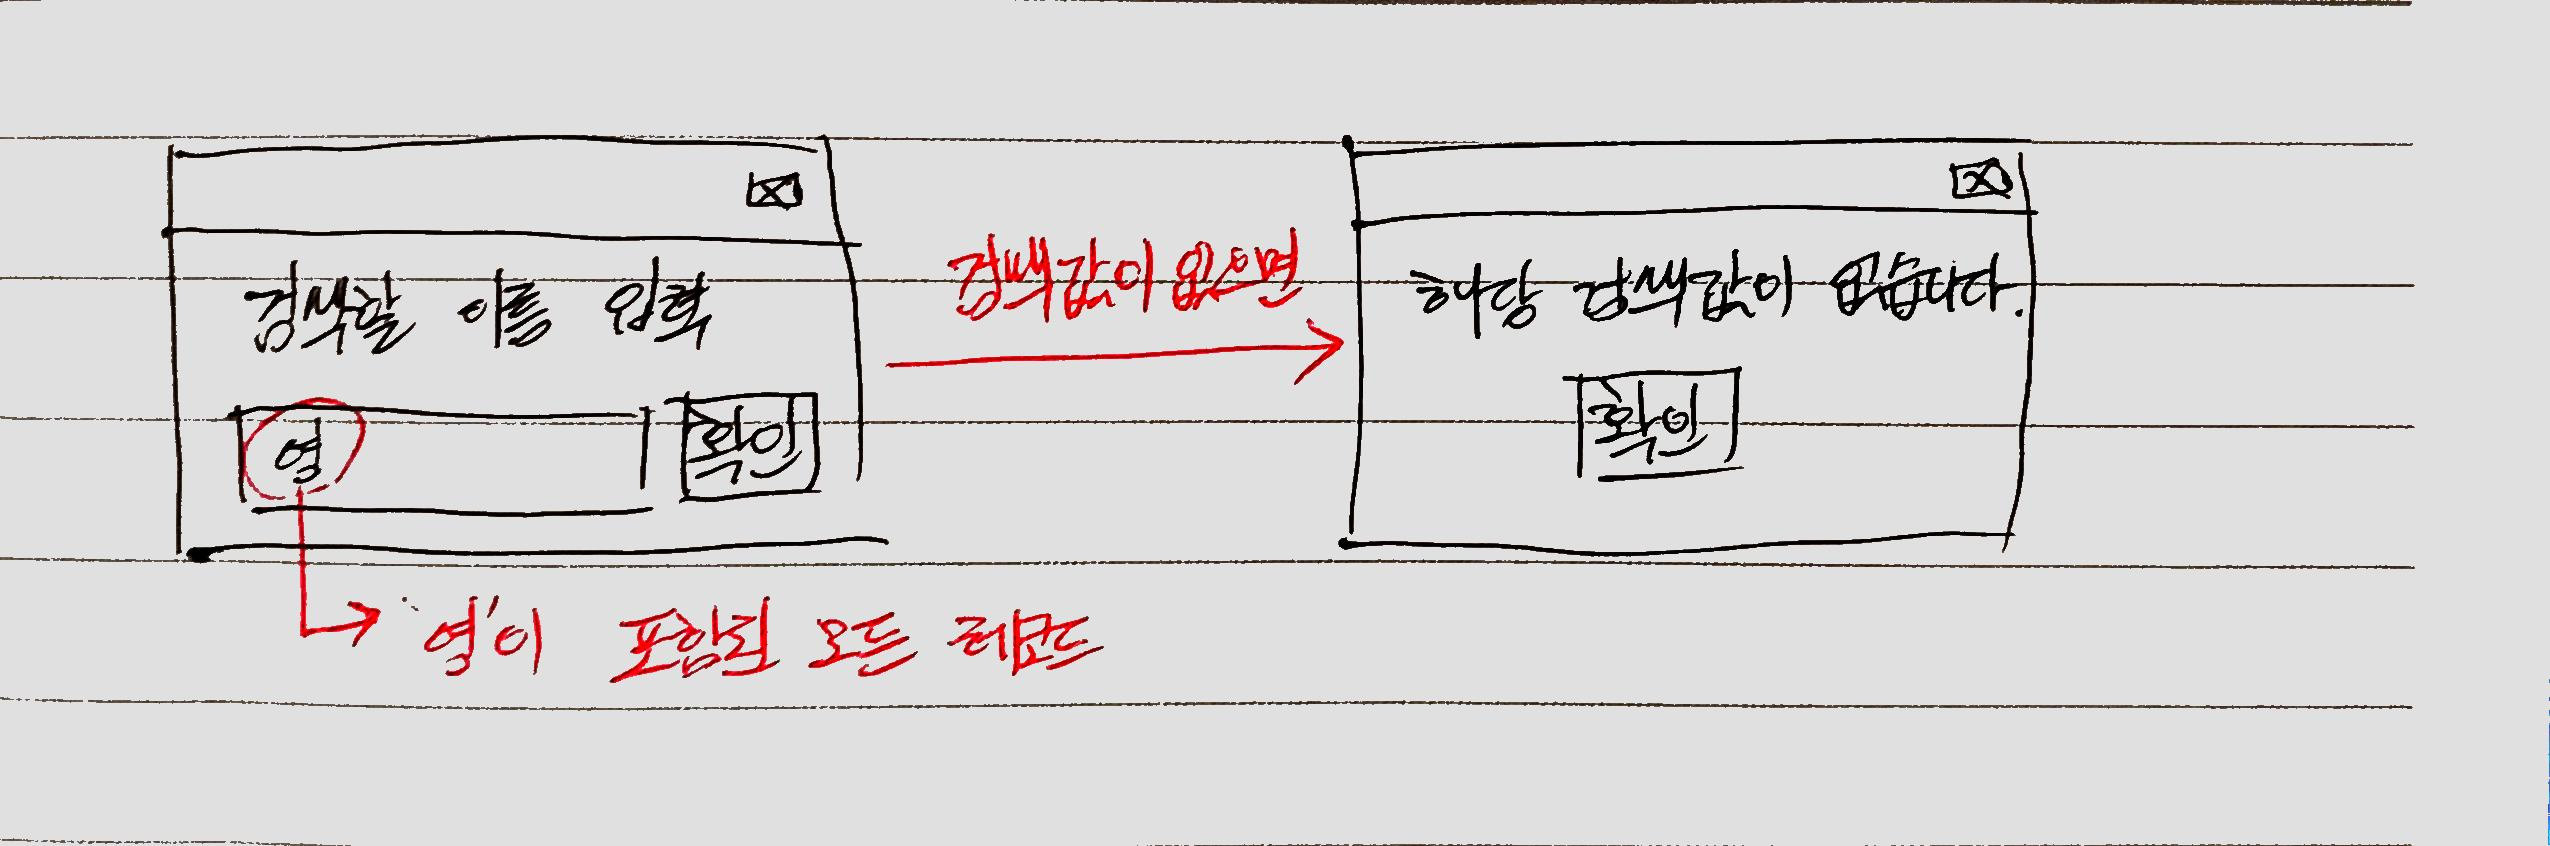 검색할 이름 입력
영
확인
검색값이 없으면
해당 검색값이 없습니다.
확인
'영'이 포함된 모든 레코드